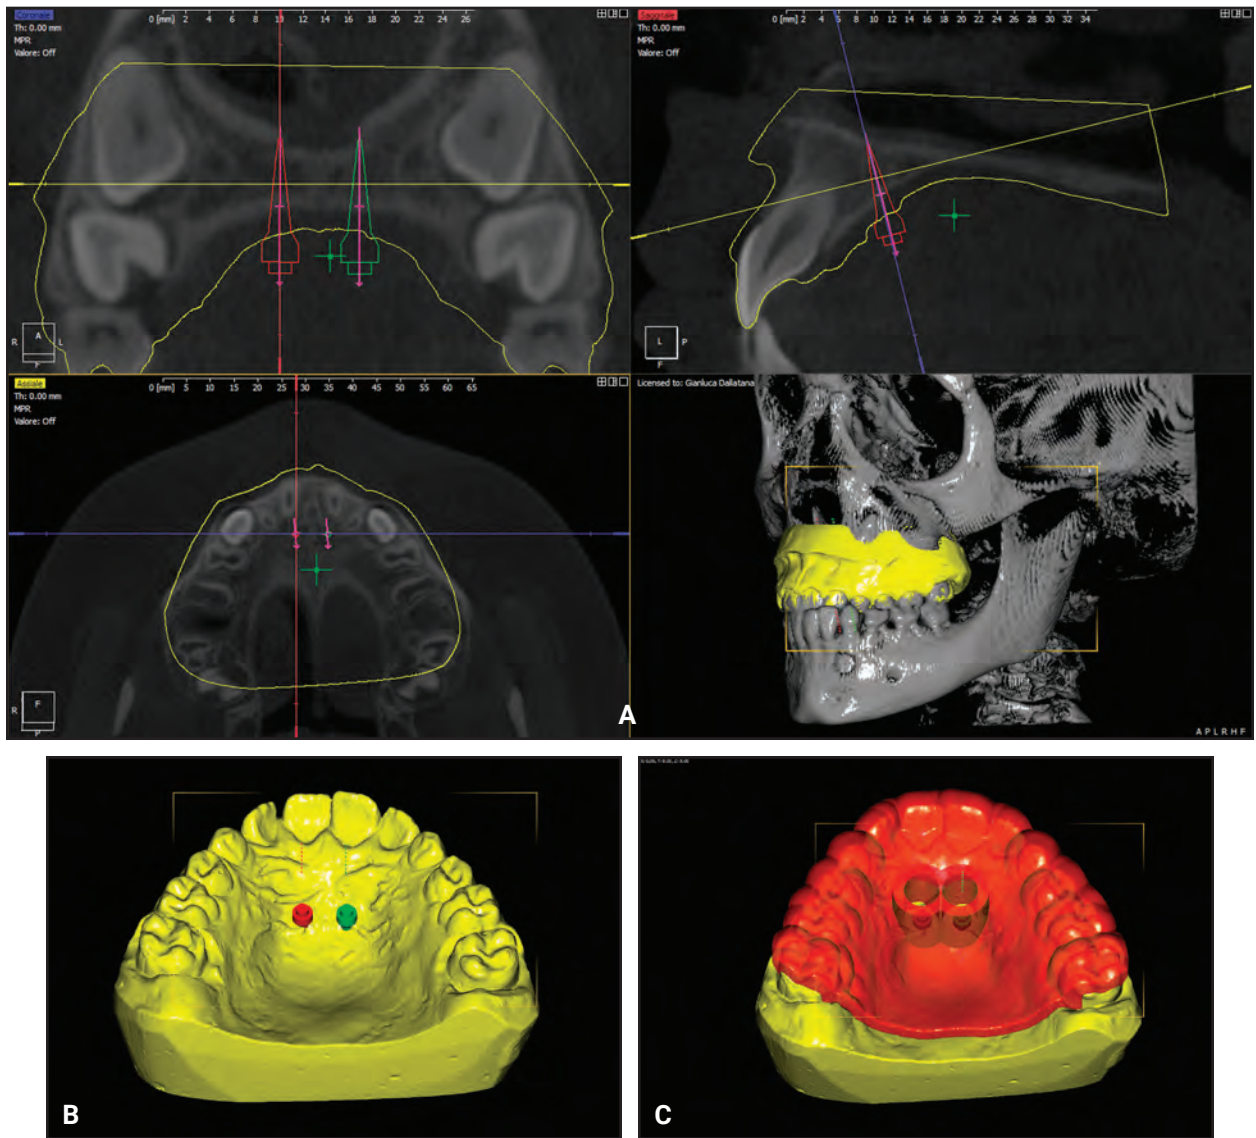 Coronale
0 [mm] 2 4 6 8 10 12 14 16 18 20 22 24 26
Th: 0.00 mm
MPR
Valore: Off
A
R L
F
Sagittale
0 [mm] 2 4 6 8 10 12 14 16 18 20 22 24 26 28 30 32 34
Th: 0.00 mm
MPR
Valore: Off
L P
F
Assiale
0 [mm] 5 10 15 20 25 30 35 40 45 50 55 60 65
Th: 0.00 mm
MPR
Valore: Off
F
R
P
Licensed to: Gianluca Dallatana
A P L R H F
A
B
C